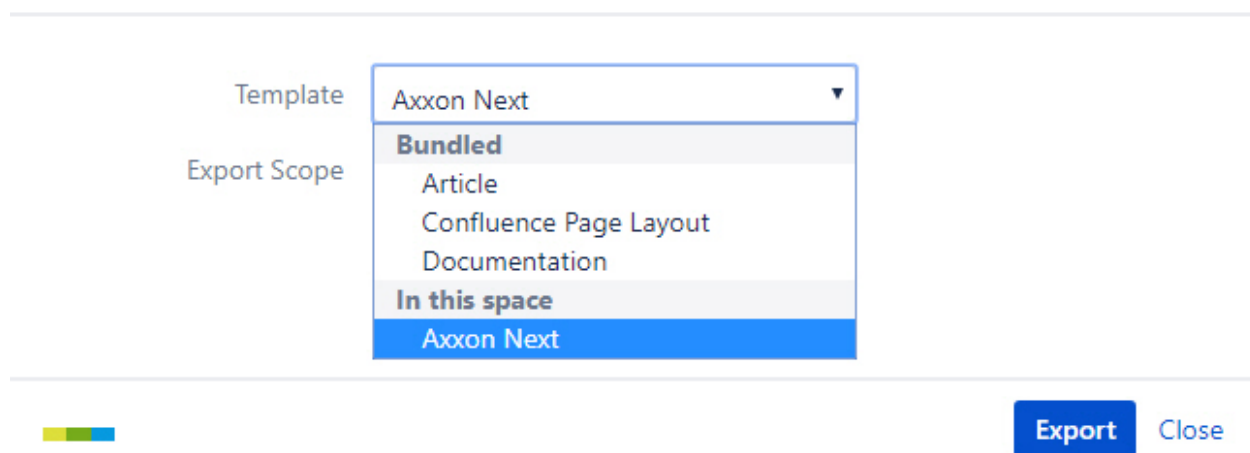 Template
Axxon Next
Bundled
Export Scope
Article
Confluence Page Layout
Documentation
In this space
Axxon Next
Export
Close